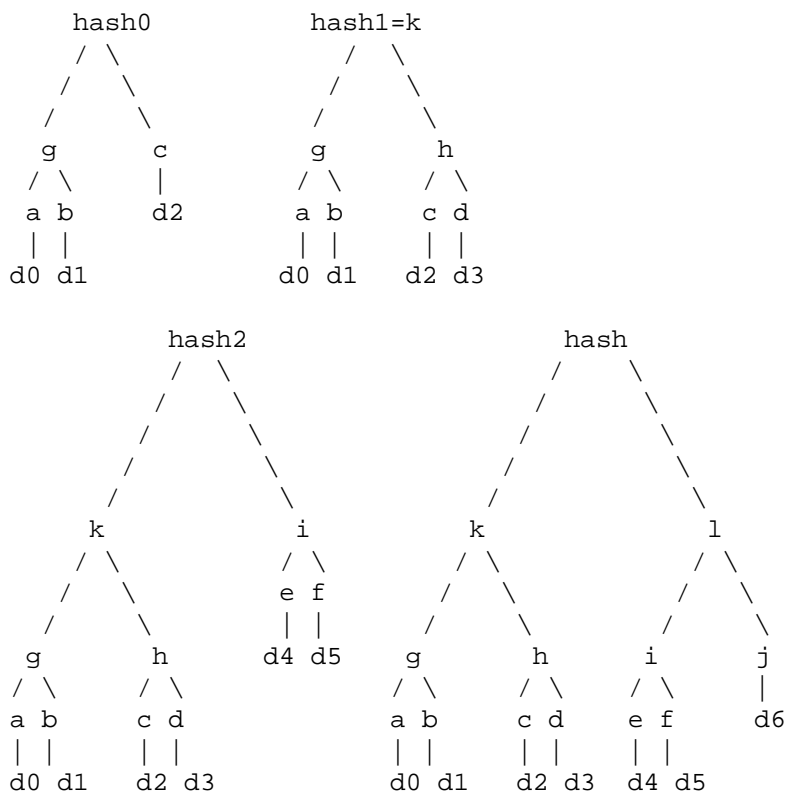 hash0 hash1=k
/ \ / \
/ \ / \
/ \ / \
g c g h
/ \ | / \ / \
a b d2 a b c d
| | | | | |
d0 d1 d0 d1 d2 d3
hash2 hash
/ \ / \
/ \ / \
/ \ / \
/ \ / \
/ \ / \
k i k l
/ \ / \ / \ / \
/ \ e f / \ / \
/ \ | | / \ / \
g h d4 d5 g h i j
/ \ / \ / \ / \ / \ |
a b c d a b c d e f d6
| | | | | | | | | |
d0 d1 d2 d3 d0 d1 d2 d3 d4 d5